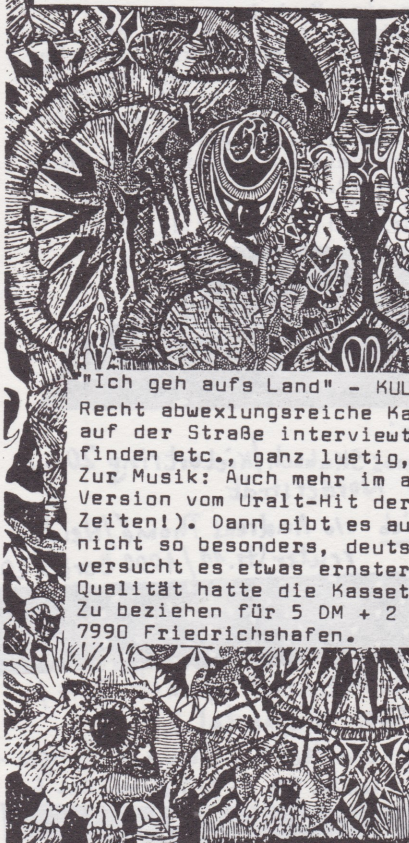 "Ich geh aufs Land" - KUL
Recht abwexlungsreiche Ka
auf der Straße interviewt
finden etc., ganz lustig,
Zur Musik: Auch mehr im a
Version vom Uralt-Hit der
Zeiten!). Dann gibt es au
nicht so besonders, deuts
versucht es etwas ernster
Qualität hatte die Kasset
Zu beziehen für 5 DM + 2
7990 Friedrichshafen.